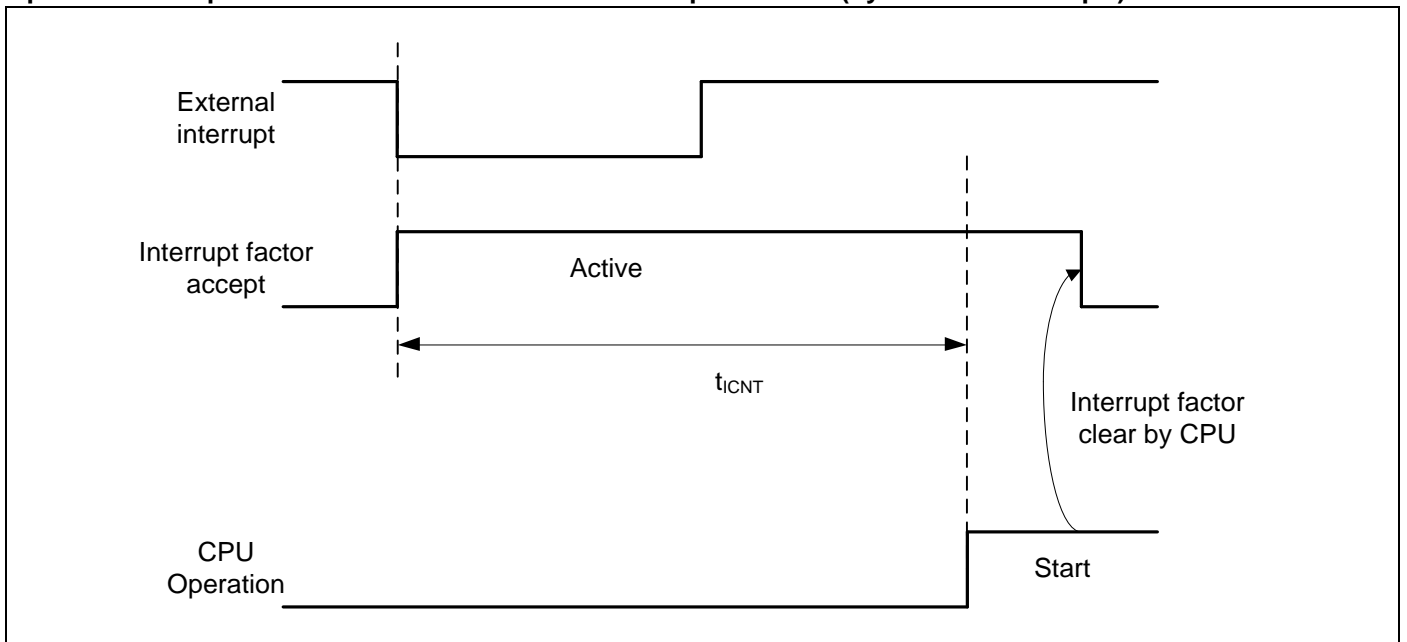 External
interrupt
Interrupt factor
accept
Active
tICNT
Interrupt factor
clear by CPU
CPU
Operation
Start